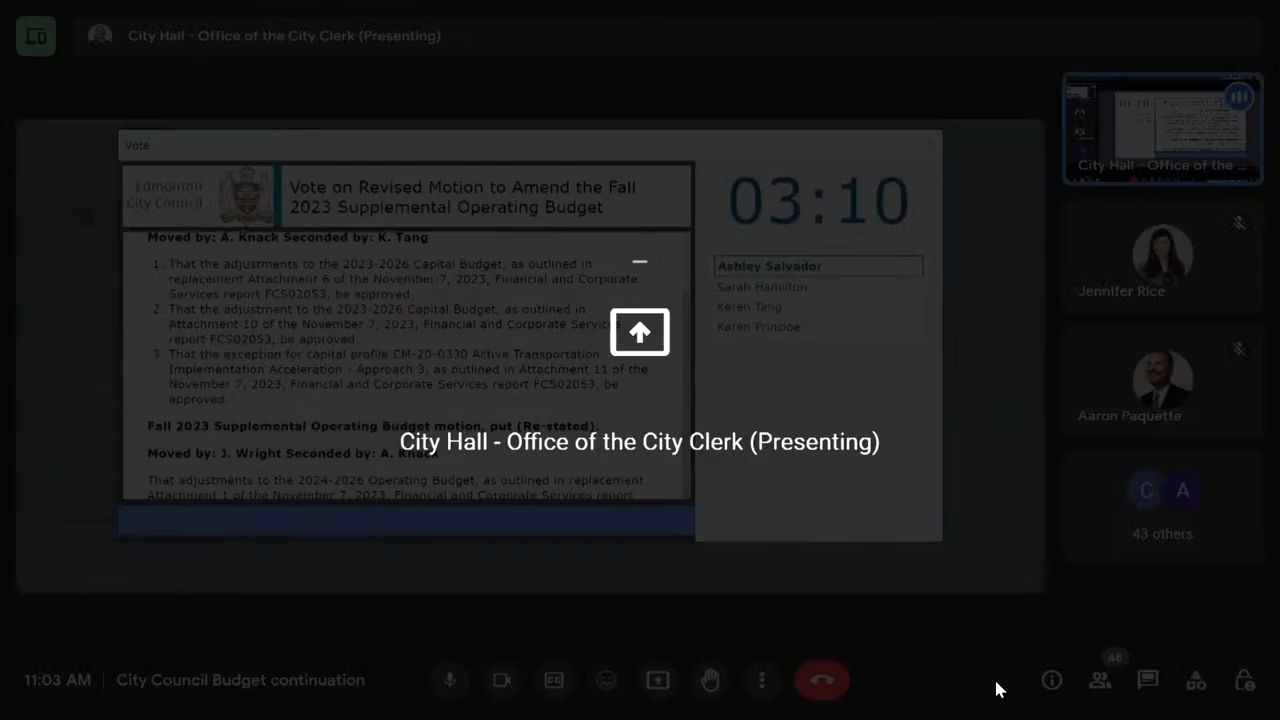 City Hall - Office of the City Clerk (Presenting)
Vote
Edmonton
City Council
Vote on Revised Motion to Amend the Fall
2023 Supplemental Operating Budget
Moved by: A. Knack Seconded by: K. Tang
1. That the adjustments to the 2023-2026 Capital Budget, as outlined in
replacement Attachment 6 of the November 7, 2023, Financial and Corporate
Services report FCS02053, be approved.
2. That the adjustment to the 2023-2026 Capital Budget, as outlined in
Attachment 10 of the November 7, 2023, Financial and Corporate Services
report FCS02053, be approved.
3. That the exception for capital profile CM-20-0330 Active Transportation
Implementation Acceleration - Approach 3, as outlined in Attachment 11 of the
November 7, 2023, Financial and Corporate Services report FCS02053, be
approved.
Fall 2023 Supplemental Operating Budget motion, put (Re-stated):
Moved by: J. Wright Seconded by: A. Knack
That adjustments to the 2024-2026 Operating Budget, as outlined in replacement
Attachment 1 of the November 7, 2023, Financial and Corporate Services report
03:10
Ashley Salvador
Sarah Hamilton
Keren Tang
Karen Principe
City Hall - Office of the City Clerk (Presenting)
City Hall - Office of the ...
Jennifer Rice
Aaron Paquette
C A
43 others
11:03 AM | City Council Budget continuation
48